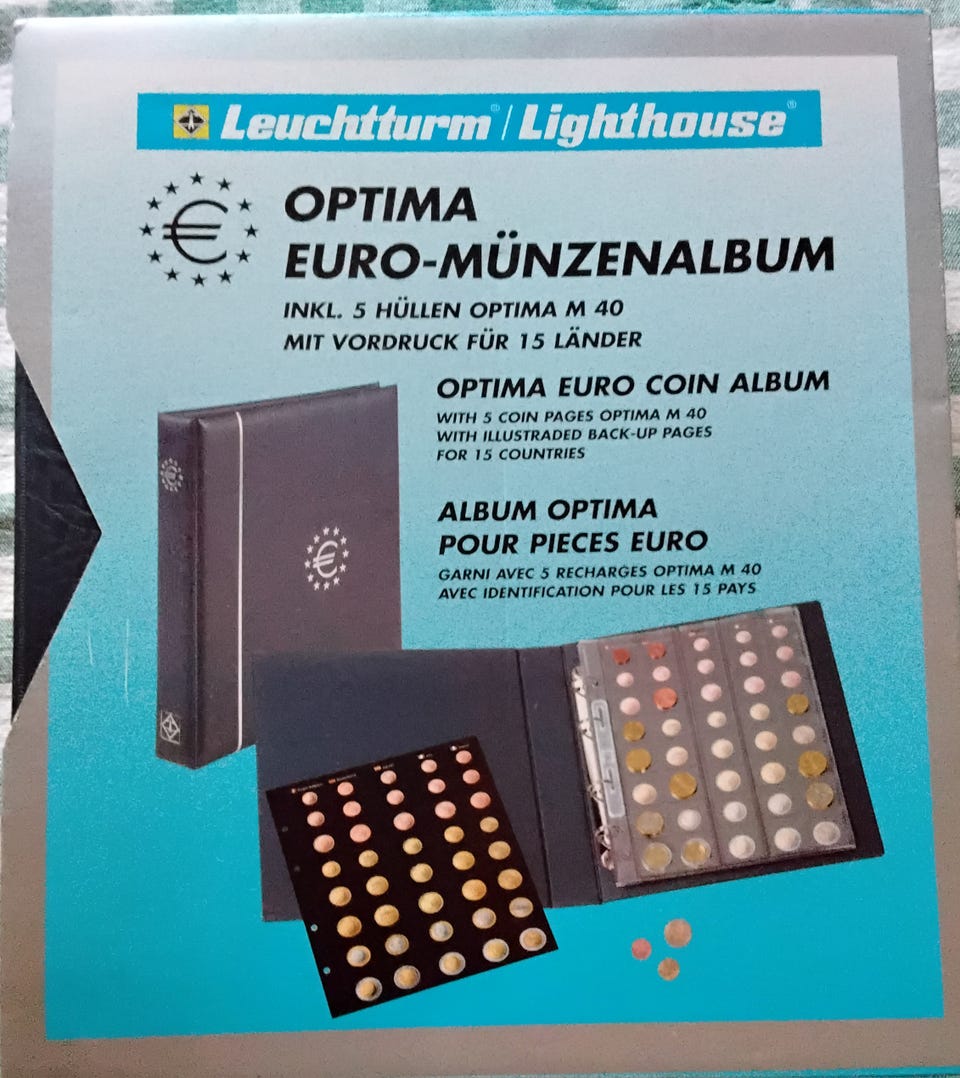 Leuchtturm® / Lighthouse®
OPTIMA
EURO-MÜNZENALBUM
INKL. 5 HÜLLEN OPTIMA M 40
MIT VORDRUCK FÜR 15 LÄNDER
OPTIMA EURO COIN ALBUM
WITH 5 COIN PAGES OPTIMA M 40
WITH ILLUSTRADED BACK-UP PAGES
FOR 15 COUNTRIES
ALBUM OPTIMA
POUR PIECES EURO
GARNI AVEC 5 RECHARGES OPTIMA M 40
AVEC IDENTIFICATION POUR LES 15 PAYS